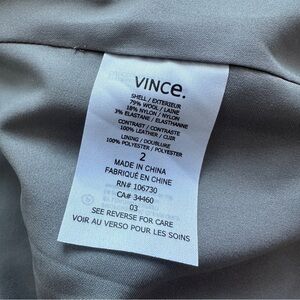 VINCE.
SHELL / EXTERIEUR
79% WOOL / LAINE
18% NYLON / NYLON
3% ELASTANE / ELASTHANNE
CONTRAST / CONTRASTE
100% LEATHER / CUIR
LINING / DOUBLURE
100% POLYESTER / POLYESTER
2
MADE IN CHINA
FABRIQUÉ EN CHINE
RN# 106730
CA# 34460
03
SEE REVERSE FOR CARE
VOIR AU VERSO POUR LES SOINS